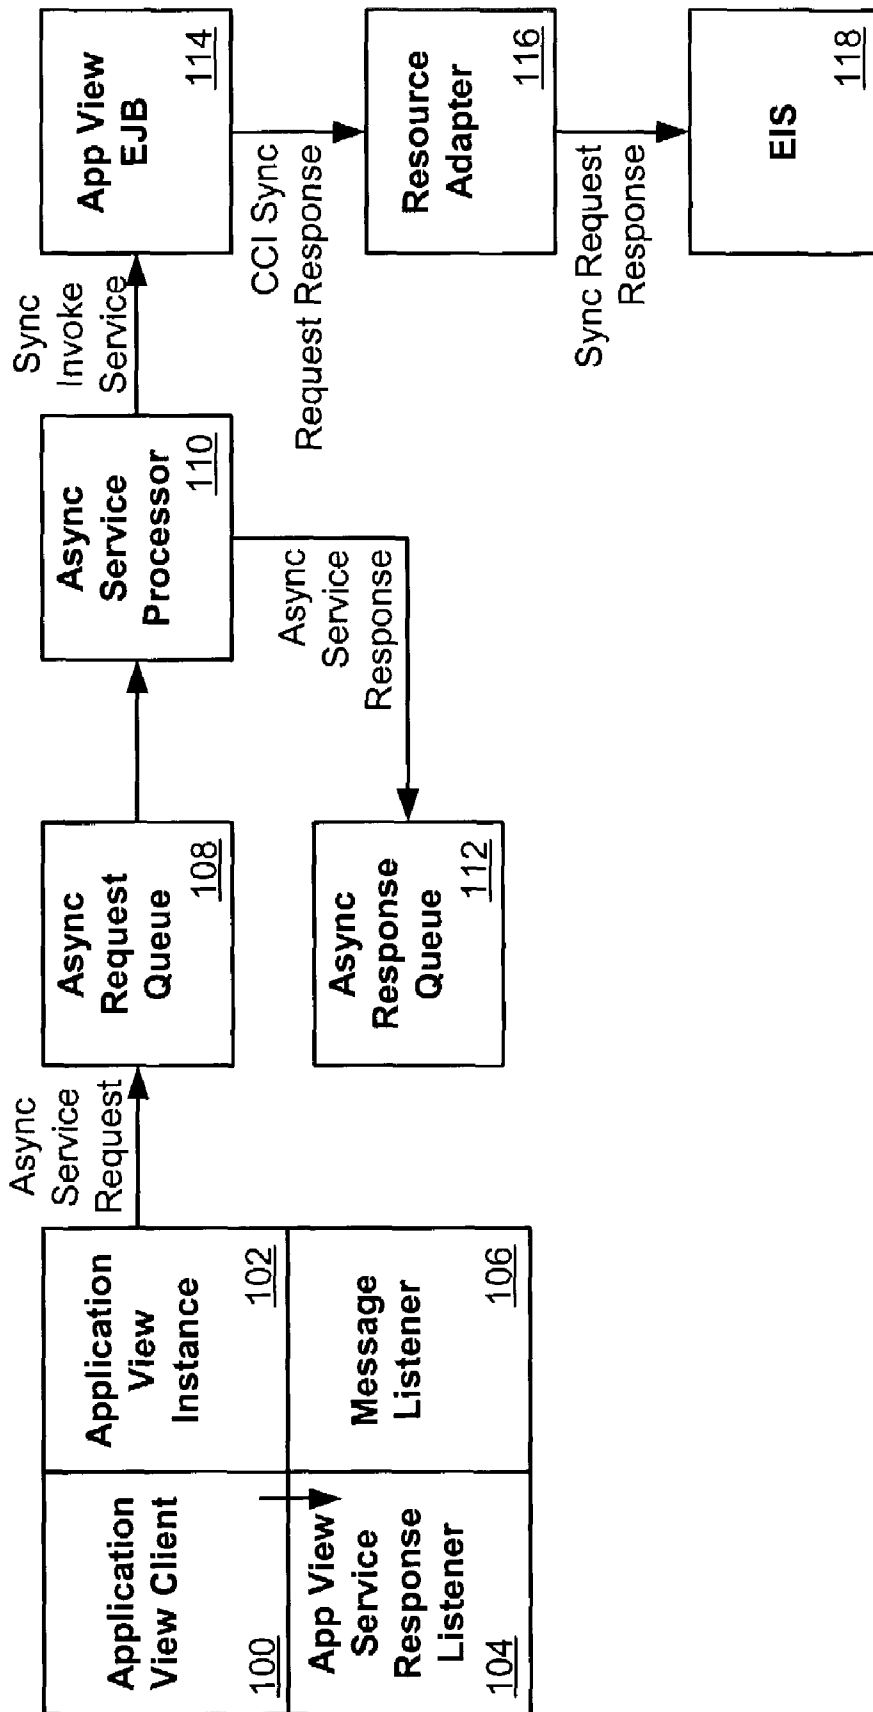 Application
View Client
100
Application
View
Instance
102
App View
Service
Response
Listener
104
Message
Listener
106
Async
Service
Request
Async
Request
Queue
108
Async
Service
Processor
110
Async
Service
Response
Async
Response
Queue
112
Sync
Invoke
Service
App View
EJB
114
CCI Sync
Request Response
Resource
Adapter
116
Sync Request
Response
EIS
118